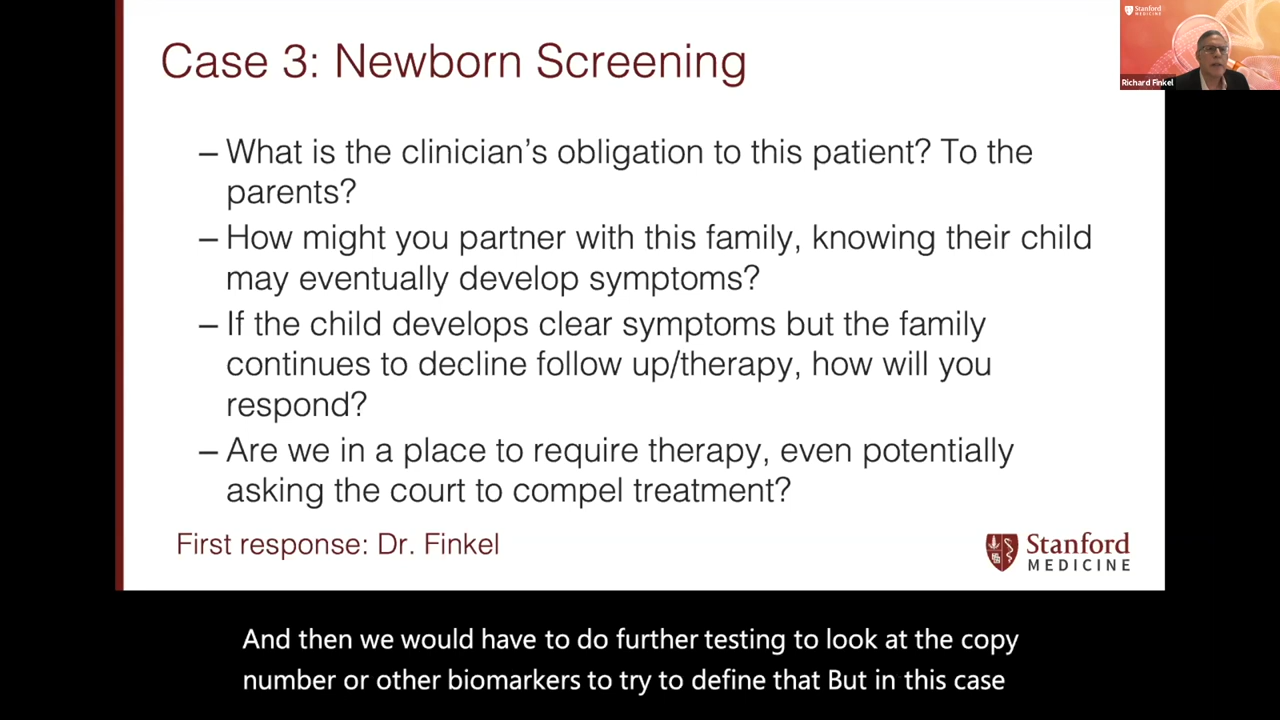 Case 3: Newborn Screening
– What is the clinician’s obligation to this patient? To the
parents?
– How might you partner with this family, knowing their child
may eventually develop symptoms?
– If the child develops clear symptoms but the family
continues to decline follow up/therapy, how will you
respond?
– Are we in a place to require therapy, even potentially
asking the court to compel treatment?
First response: Dr. Finkel
Stanford
MEDICINE
Stanford
MEDICINE
Richard Finkel
And then we would have to do further testing to look at the copy
number or other biomarkers to try to define that But in this case